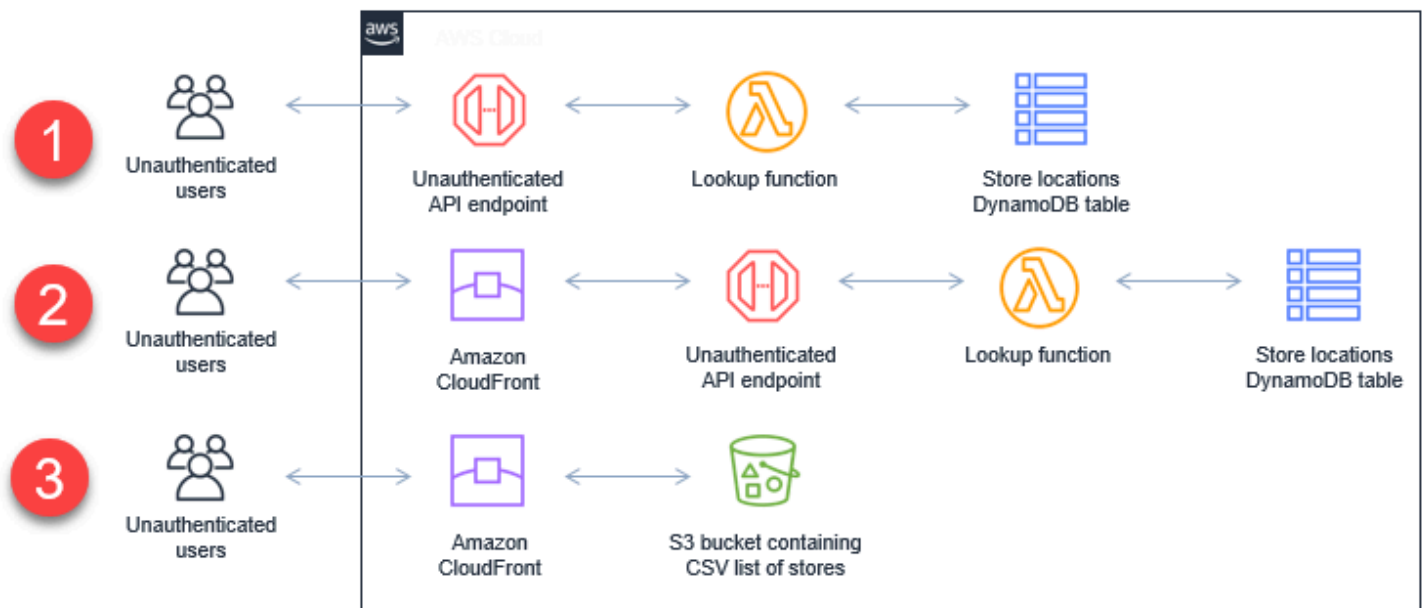 aws
AWS Cloud
1
Unauthenticated
users
Unauthenticated
API endpoint
Lookup function
Store locations
DynamoDB table
2
Unauthenticated
users
Amazon
CloudFront
Unauthenticated
API endpoint
Lookup function
Store locations
DynamoDB table
3
Unauthenticated
users
Amazon
CloudFront
S3 bucket containing
CSV list of stores